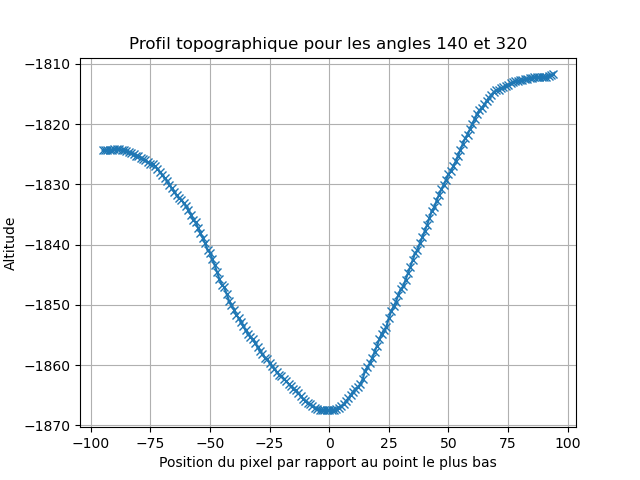 Profil topographique pour les angles 140 et 320
Altitude
−1810
−1820
−1830
−1840
−1850
−1860
−1870
−100 −75 −50 −25 0 25 50 75 100
Position du pixel par rapport au point le plus bas